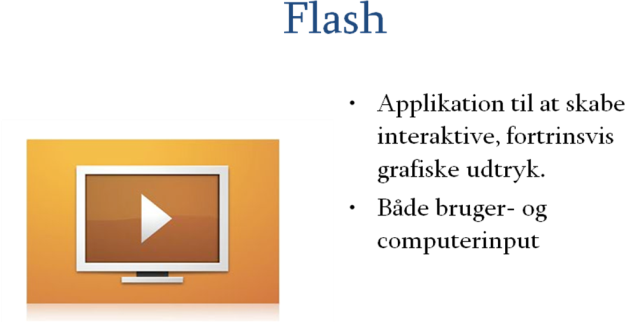 Flash
• Applikation til at skabe
interaktive, fortrinsvis
grafiske udtryk.
• Både bruger- og
computerinput